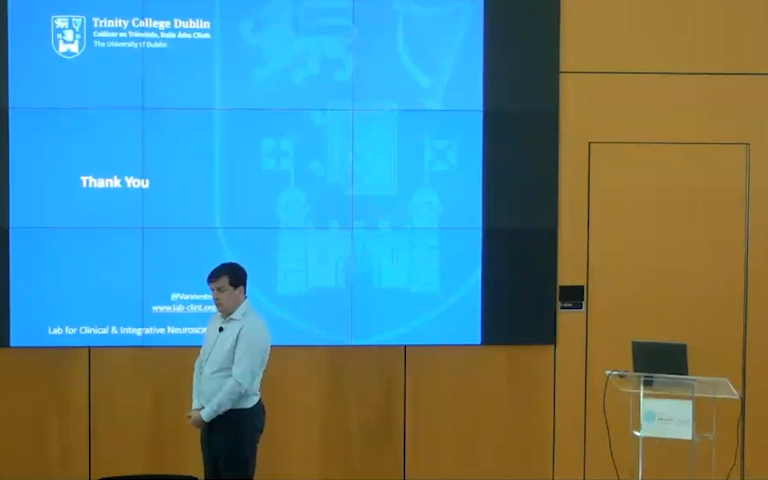 Trinity College Dublin
Coláiste na Tríonóide, Baile Átha Cliath
The University of Dublin
Thank You
www.lab-clint.org
Lab for Clinical & Integrative